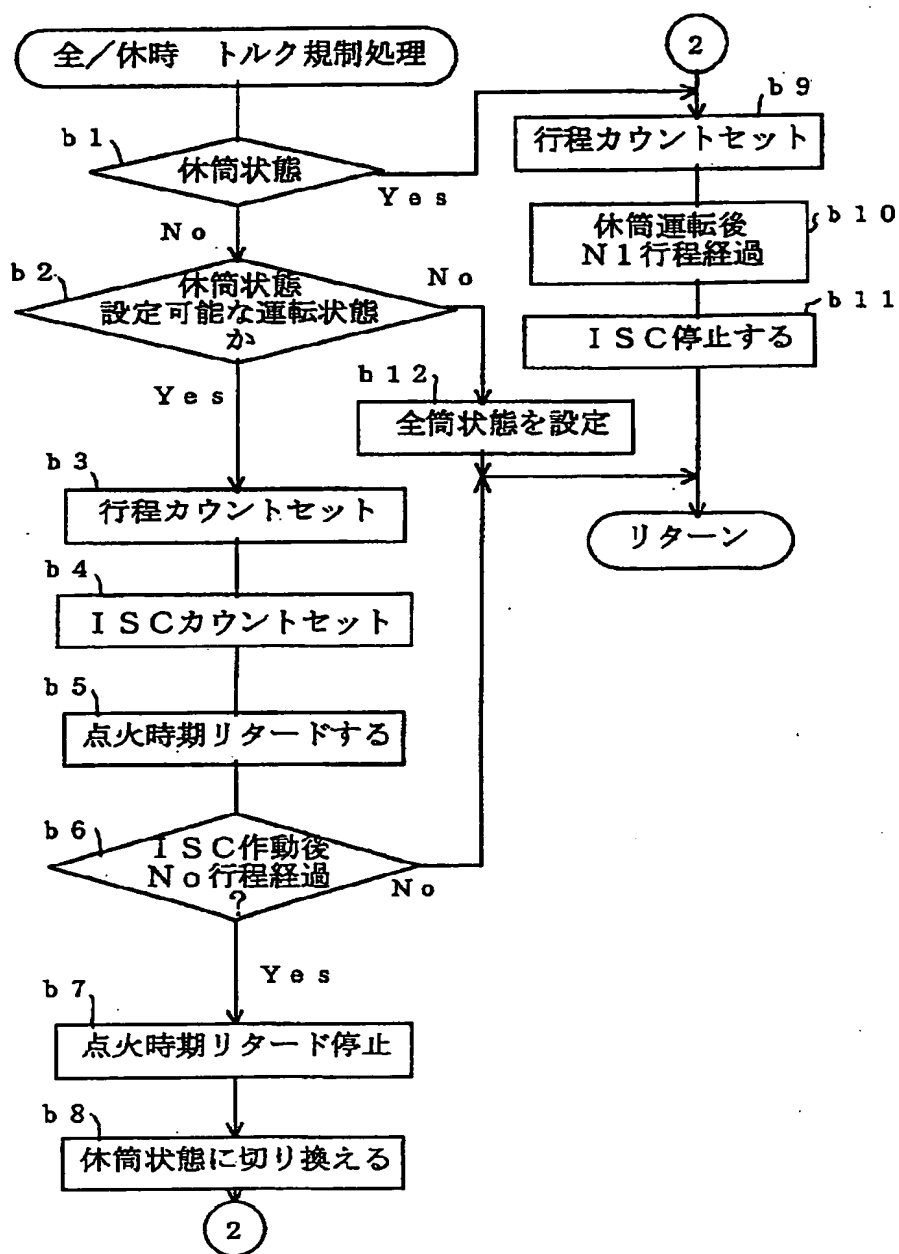 全/休時 トルク規制処理
b1
休筒状態
Yes
No
b2
休筒状態
設定可能な運転状態
か
No
Yes
b12
全筒状態を設定
b3
行程カウントセット
b4
ISCカウントセット
b5
点火時期リタードする
b6
ISC作動後
No行程経過
?
No
Yes
b7
点火時期リタード停止
b8
休筒状態に切り換える
2
2
b9
行程カウントセット
b10
休筒運転後
N1行程経過
b11
ISC停止する
リターン